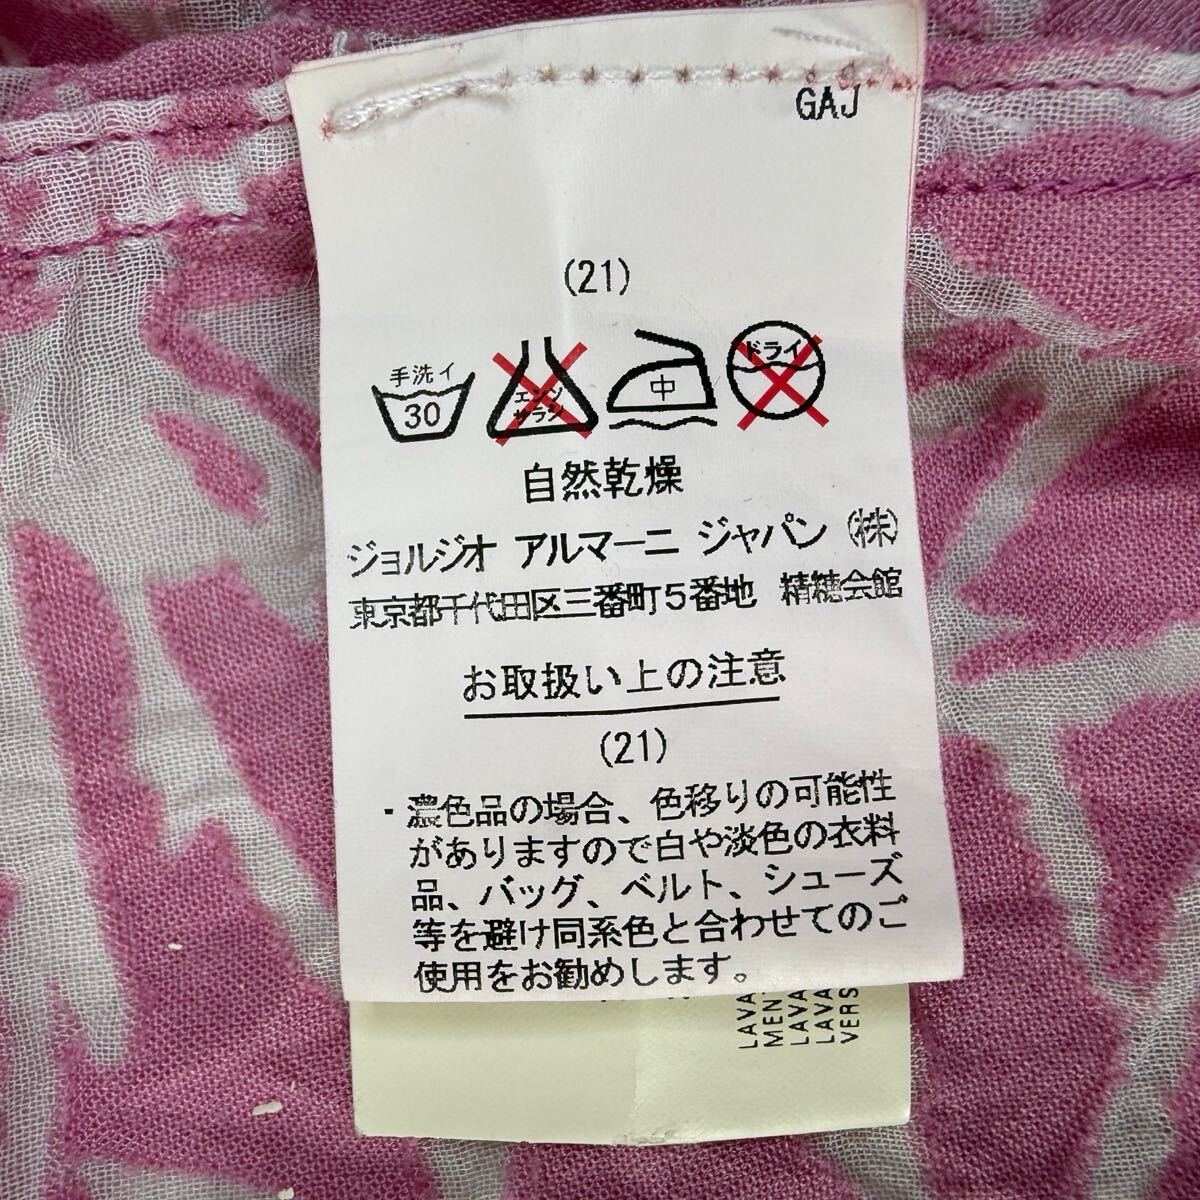 GAJ
(21)
手洗イ
30
エンソ
サラシ
中
ドライ
自然乾燥
ジョルジオ アルマーニ ジャパン ㈱
東京都千代田区三番町5番地 精穂会館
お取扱い上の注意
(21)
・濃色品の場合、色移りの可能性
がありますので白や淡色の衣料
品、バッグ、ベルト、シューズ
等を避け同系色と合わせてのご
使用をお勧めします。
LAVA
MEN
LAVA
LAVA
VERS